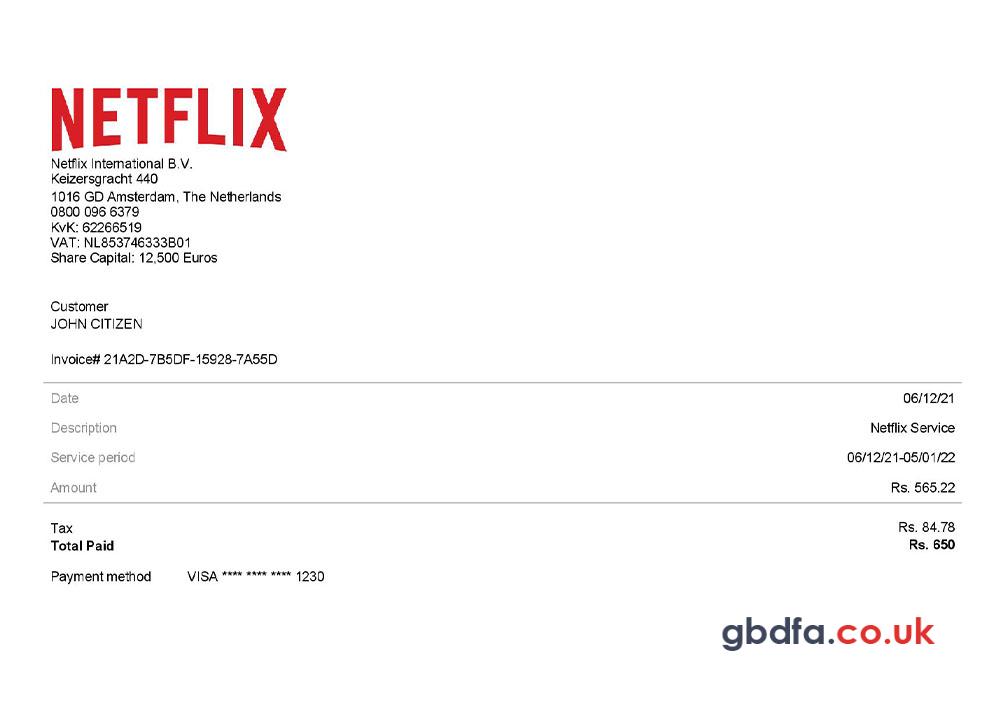 NETFLIX
Netflix International B.V.
Keizersgracht 440
1016 GD Amsterdam, The Netherlands
0800 096 6379
KvK: 62266519
VAT: NL853746333B01
Share Capital: 12,500 Euros
Customer
JOHN CITIZEN
Invoice# 21A2D-7B5DF-15928-7A55D
Date 06/12/21
Description Netflix Service
Service period 06/12/21-05/01/22
Amount Rs. 565.22
Tax Rs. 84.78
Total Paid Rs. 650
Payment method VISA **** **** **** 1230
gbdfa.co.uk